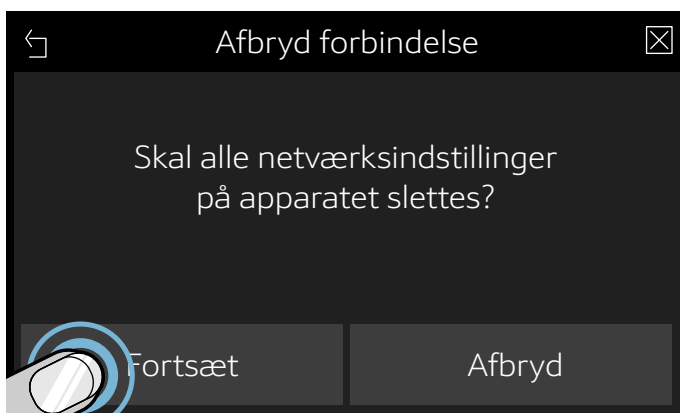 Afbryd forbindelse
Skal alle netværksindstillinger
på apparatet slettes?
Fortsæt
Afbryd